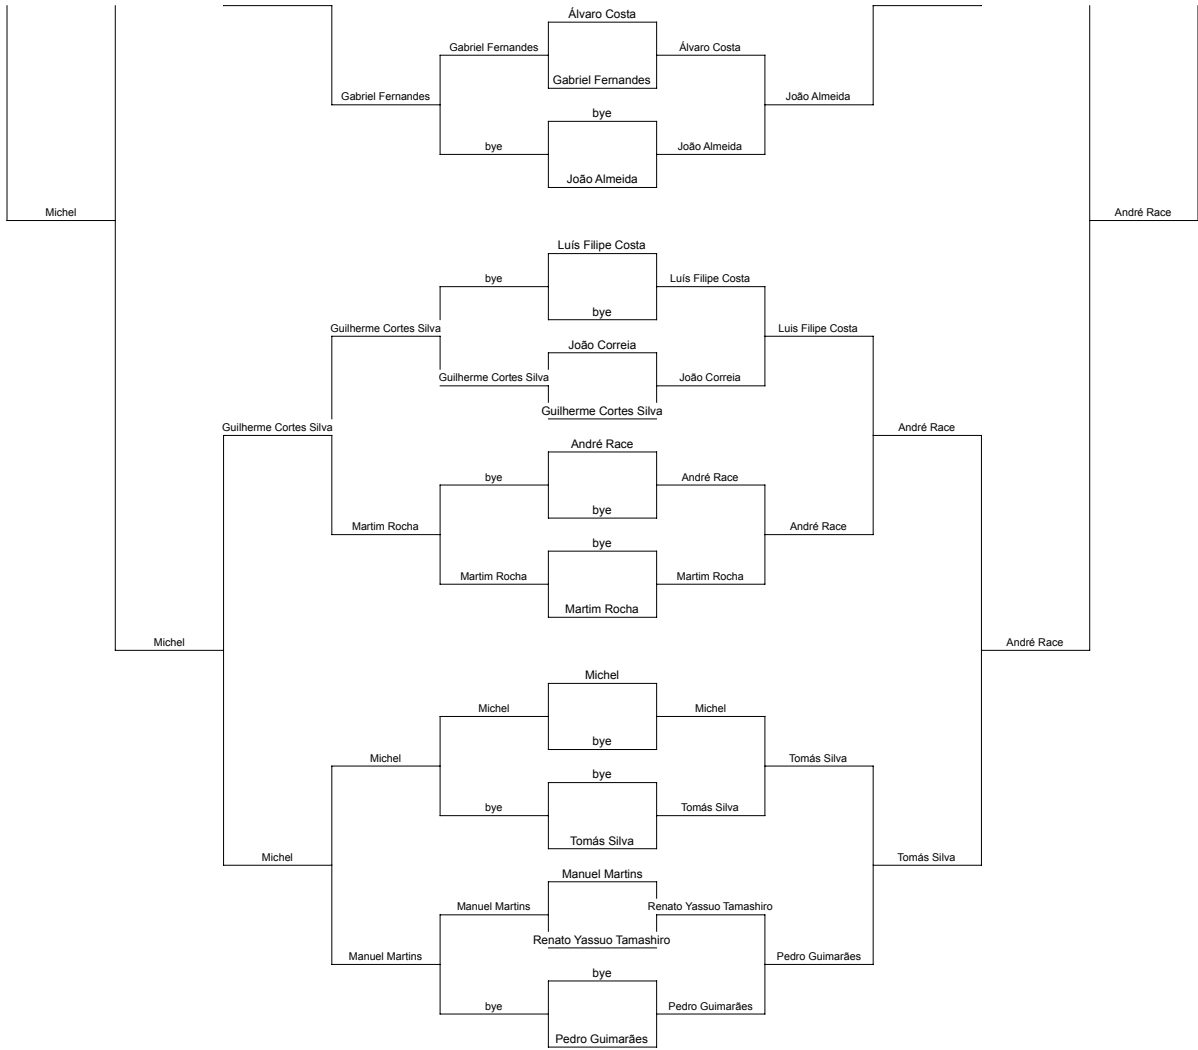 Álvaro Costa
Gabriel Fernandes Álvaro Costa
Gabriel Fernandes
Gabriel Fernandes João Almeida
bye
bye João Almeida
João Almeida
Michel André Race
Luís Filipe Costa
bye Luís Filipe Costa
bye
Guilherme Cortes Silva Luis Filipe Costa
João Correia
Guilherme Cortes Silva João Correia
Guilherme Cortes Silva
Guilherme Cortes Silva André Race
André Race
bye André Race
bye
Martim Rocha André Race
bye
Martim Rocha Martim Rocha
Martim Rocha
Michel André Race
Michel
Michel Michel
bye
Michel Tomás Silva
bye
bye Tomás Silva
Tomás Silva
Michel Tomás Silva
Manuel Martins
Manuel Martins Renato Yassuo Tamashiro
Renato Yassuo Tamashiro
Manuel Martins Pedro Guimarães
bye
bye Pedro Guimarães
Pedro Guimarães